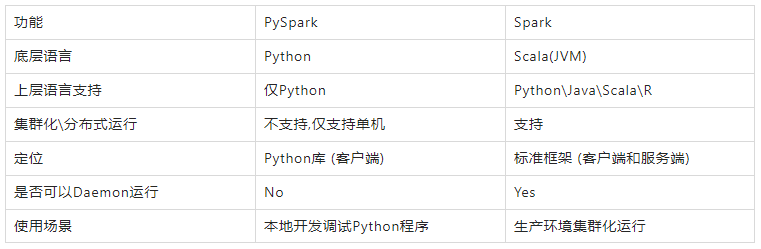 功能 PySpark Spark
底层语言 Python Scala(JVM)
上层语言支持 仅Python Python\Java\Scala\R
集群化\分布式运行 不支持,仅支持单机 支持
定位 Python库 (客户端) 标准框架 (客户端和服务端)
是否可以Daemon运行 No Yes
使用场景 本地开发调试Python程序 生产环境集群化运行